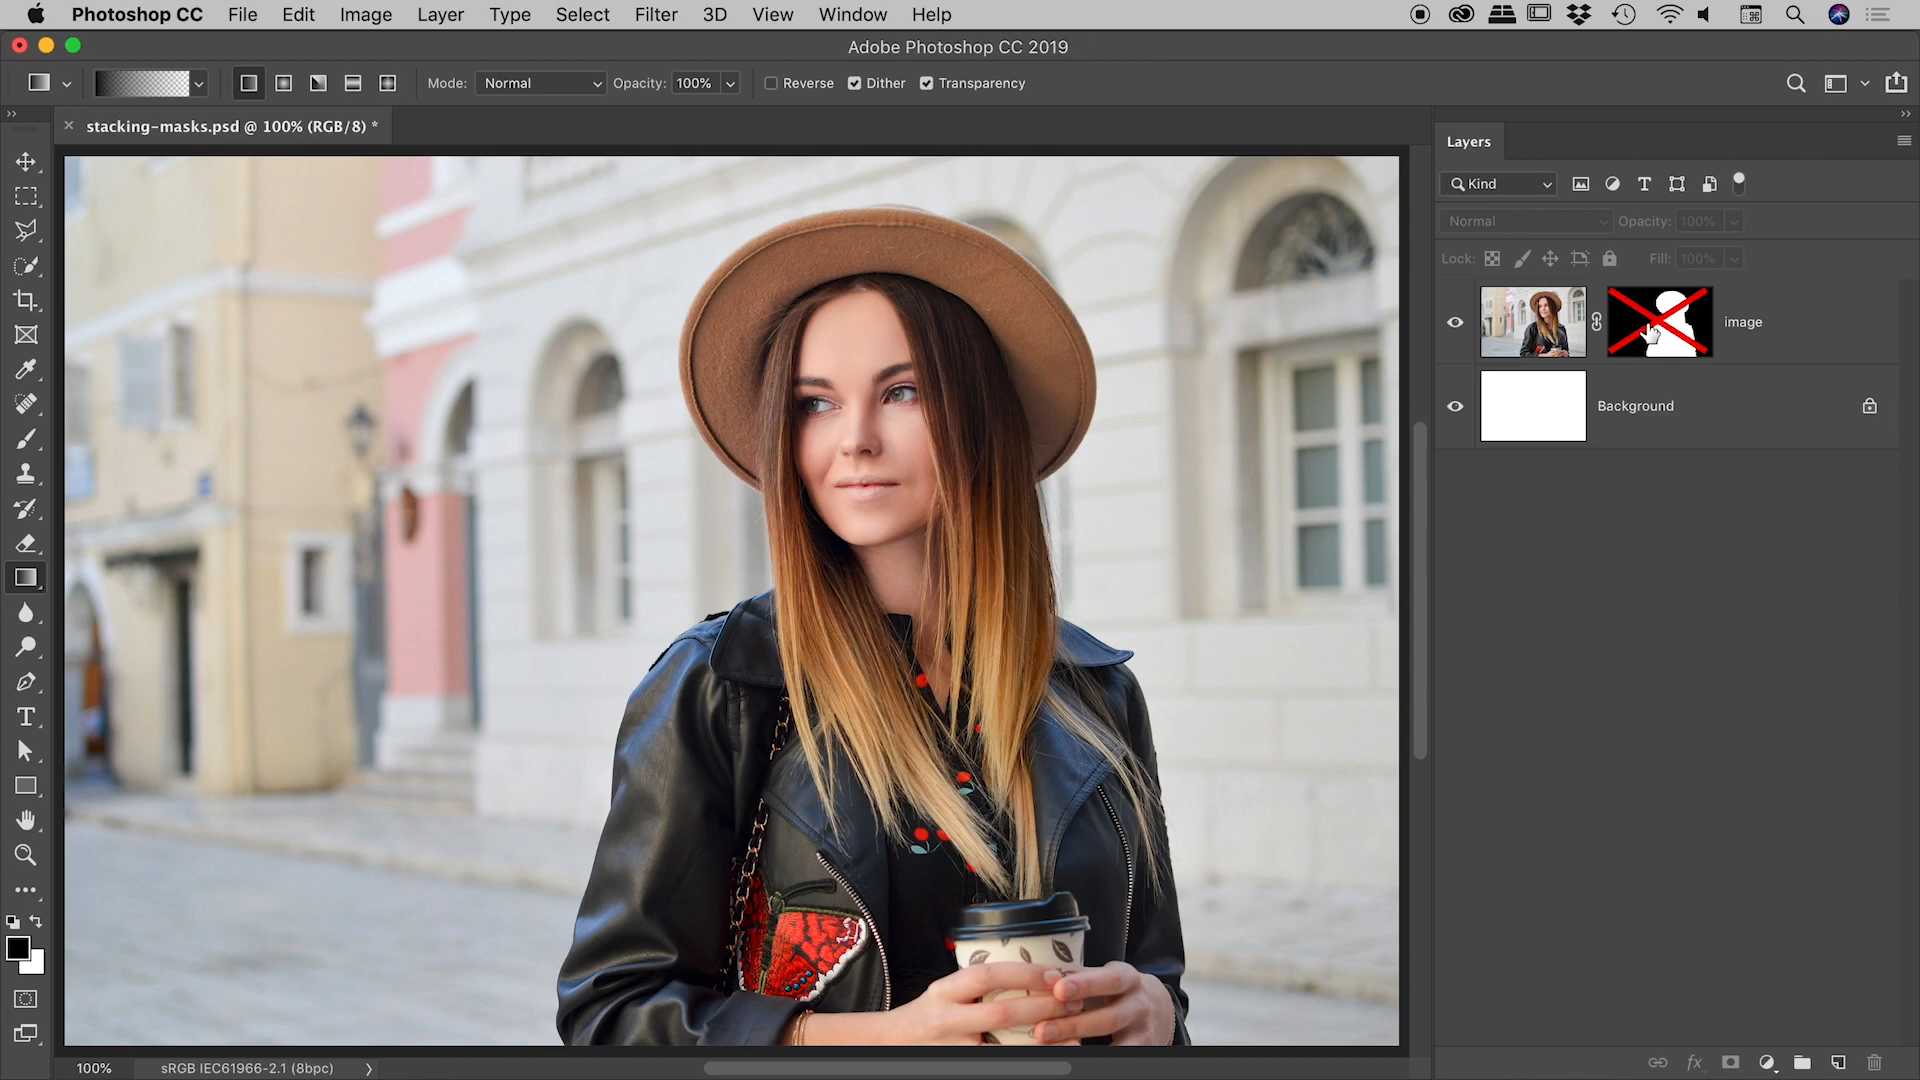 Photoshop CC File Edit Image Layer Type Select Filter 3D View Window Help
Adobe Photoshop CC 2019
Mode: Normal Opacity: 100% Reverse Dither Transparency
stacking-masks.psd @ 100% (RGB/8) *
Layers
Kind
Normal Opacity: 100%
Lock: Fill: 100%
image
Background
fx
100% sRGB IEC61966-2.1 (8bpc)